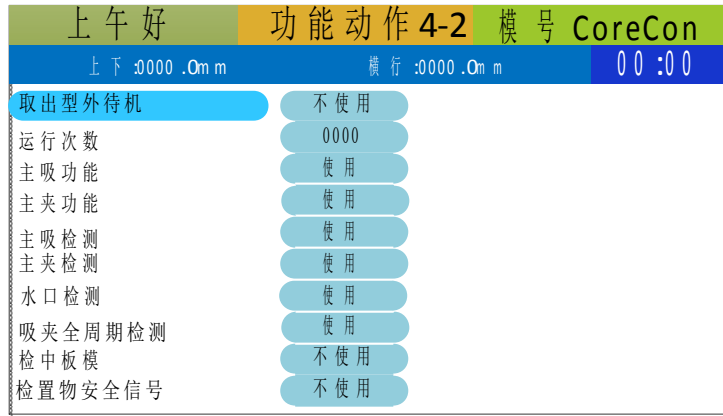 上午好 功能动作4-2 模号 CoreCon
上下:0000.0mm 横行:0000.0mm 00:00
取出型外待机 不使用
运行次数 0000
主吸功能 使用
主夹功能 使用
主吸检测 使用
主夹检测 使用
水口检测 使用
吸夹全周期检测 使用
检中板模 不使用
检置物安全信号 不使用